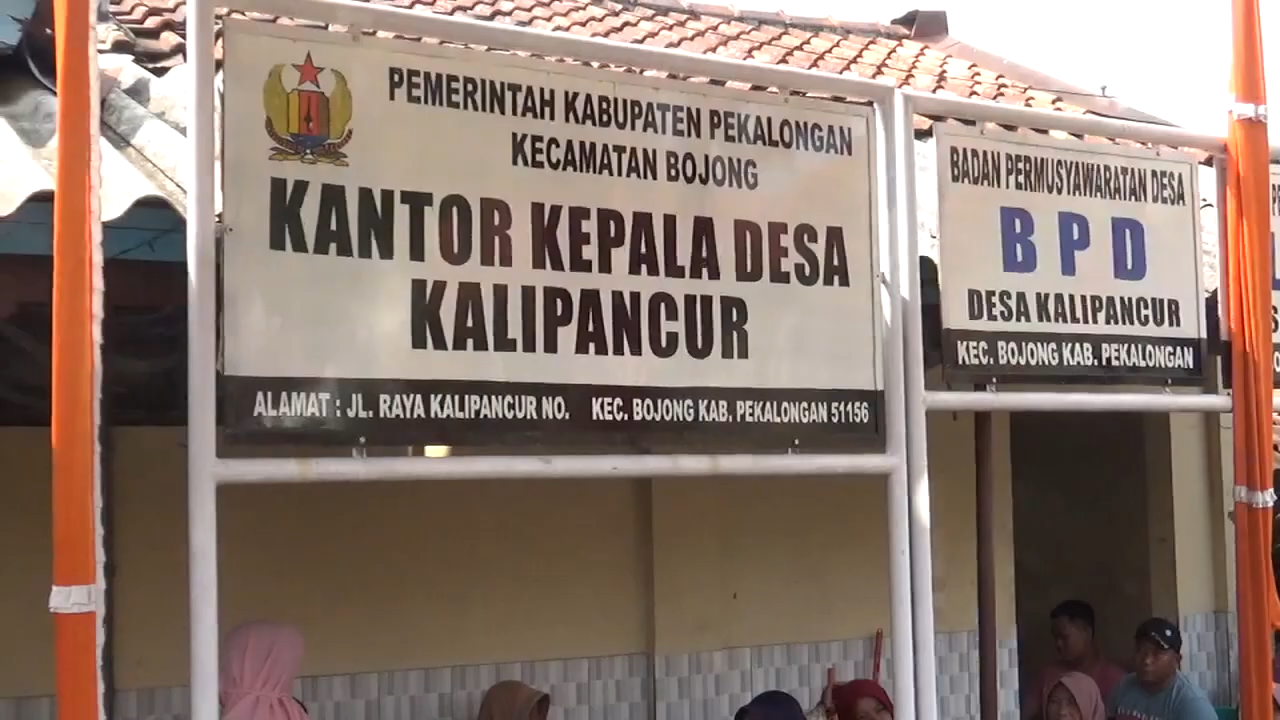 PEMERINTAH KABUPATEN PEKALONGAN
KECAMATAN BOJONG
KANTOR KEPALA DESA
KALIPANCUR
ALAMAT : JL. RAYA KALIPANCUR NO. KEC. BOJONG KAB. PEKALONGAN 51156
BADAN PERMUSYAWARATAN DESA
BPD
DESA KALIPANCUR
KEC. BOJONG KAB. PEKALONGAN